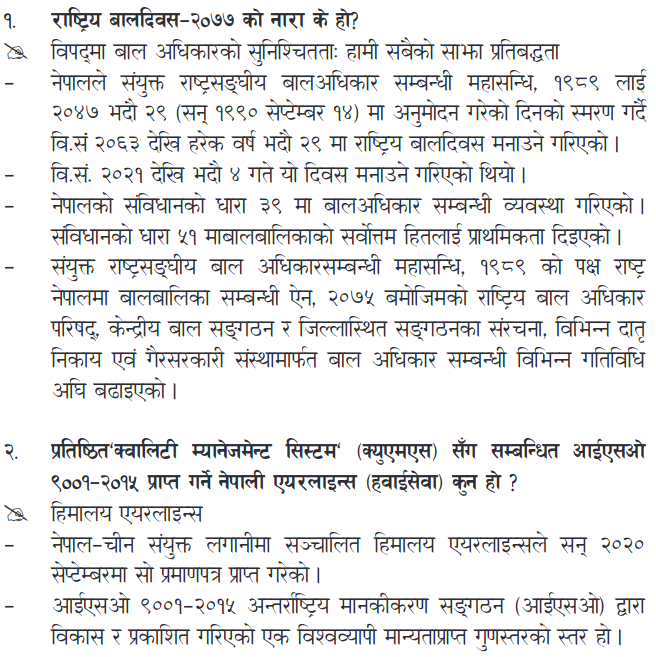 १. राष्ट्रिय बालदिवस–२०७७ को नारा के हो?
विपद्‌मा बाल अधिकारको सुनिश्चितताः हामी सबैको साझा प्रतिबद्धता
– नेपालले संयुक्त राष्ट्रसङ्घीय बालअधिकार सम्बन्धी महासन्धि, १९८९ लाई
२०४७ भदौ २९ (सन् १९९० सेप्टेम्बर १४) मा अनुमोदन गरेको दिनको स्मरण गर्दै
वि.सं २०६३ देखि हरेक वर्ष भदौ २९ मा राष्ट्रिय बालदिवस मनाउने गरिएको ।
– वि.सं. २०२१ देखि भदौ ४ गते यो दिवस मनाउने गरिएको थियो ।
– नेपालको संविधानको धारा ३९ मा बालअधिकार सम्बन्धी व्यवस्था गरिएको ।
संविधानको धारा ५१ माबालबालिकाको सर्वोत्तम हितलाई प्राथमिकता दिइएको ।
– संयुक्त राष्ट्रसङ्घीय बाल अधिकारसम्बन्धी महासन्धि, १९८९ को पक्ष राष्ट्र
नेपालमा बालबालिका सम्बन्धी ऐन, २०७५ बमोजिमको राष्ट्रिय बाल अधिकार
परिषद्, केन्द्रीय बाल सङ्गठन र जिल्लास्थित सङ्गठनका संरचना, विभिन्न दातृ
निकाय एवं गैरसरकारी संस्थामार्फत बाल अधिकार सम्बन्धी विभिन्न गतिविधि
अघि बढाइएको ।
२. प्रतिष्ठित‘क्वालिटी म्यानेजमेन्ट सिस्टम‘ (क्युएमएस) सँग सम्बन्धित आईएसओ
९००१–२०१५ प्राप्त गर्ने नेपाली एयरलाइन्स (हवाईसेवा) कुन हो ?
हिमालय एयरलाइन्स
– नेपाल–चीन संयुक्त लगानीमा सञ्चालित हिमालय एयरलाइन्सले सन् २०२०
सेप्टेम्बरमा सो प्रमाणपत्र प्राप्त गरेको ।
– आईएसओ ९००१–२०१५ अन्तर्राष्ट्रिय मानकीकरण सङ्गठन (आईएसओ) द्वारा
विकास र प्रकाशित गरिएको एक विश्वव्यापी मान्यताप्राप्त गुणस्तरको स्तर हो ।